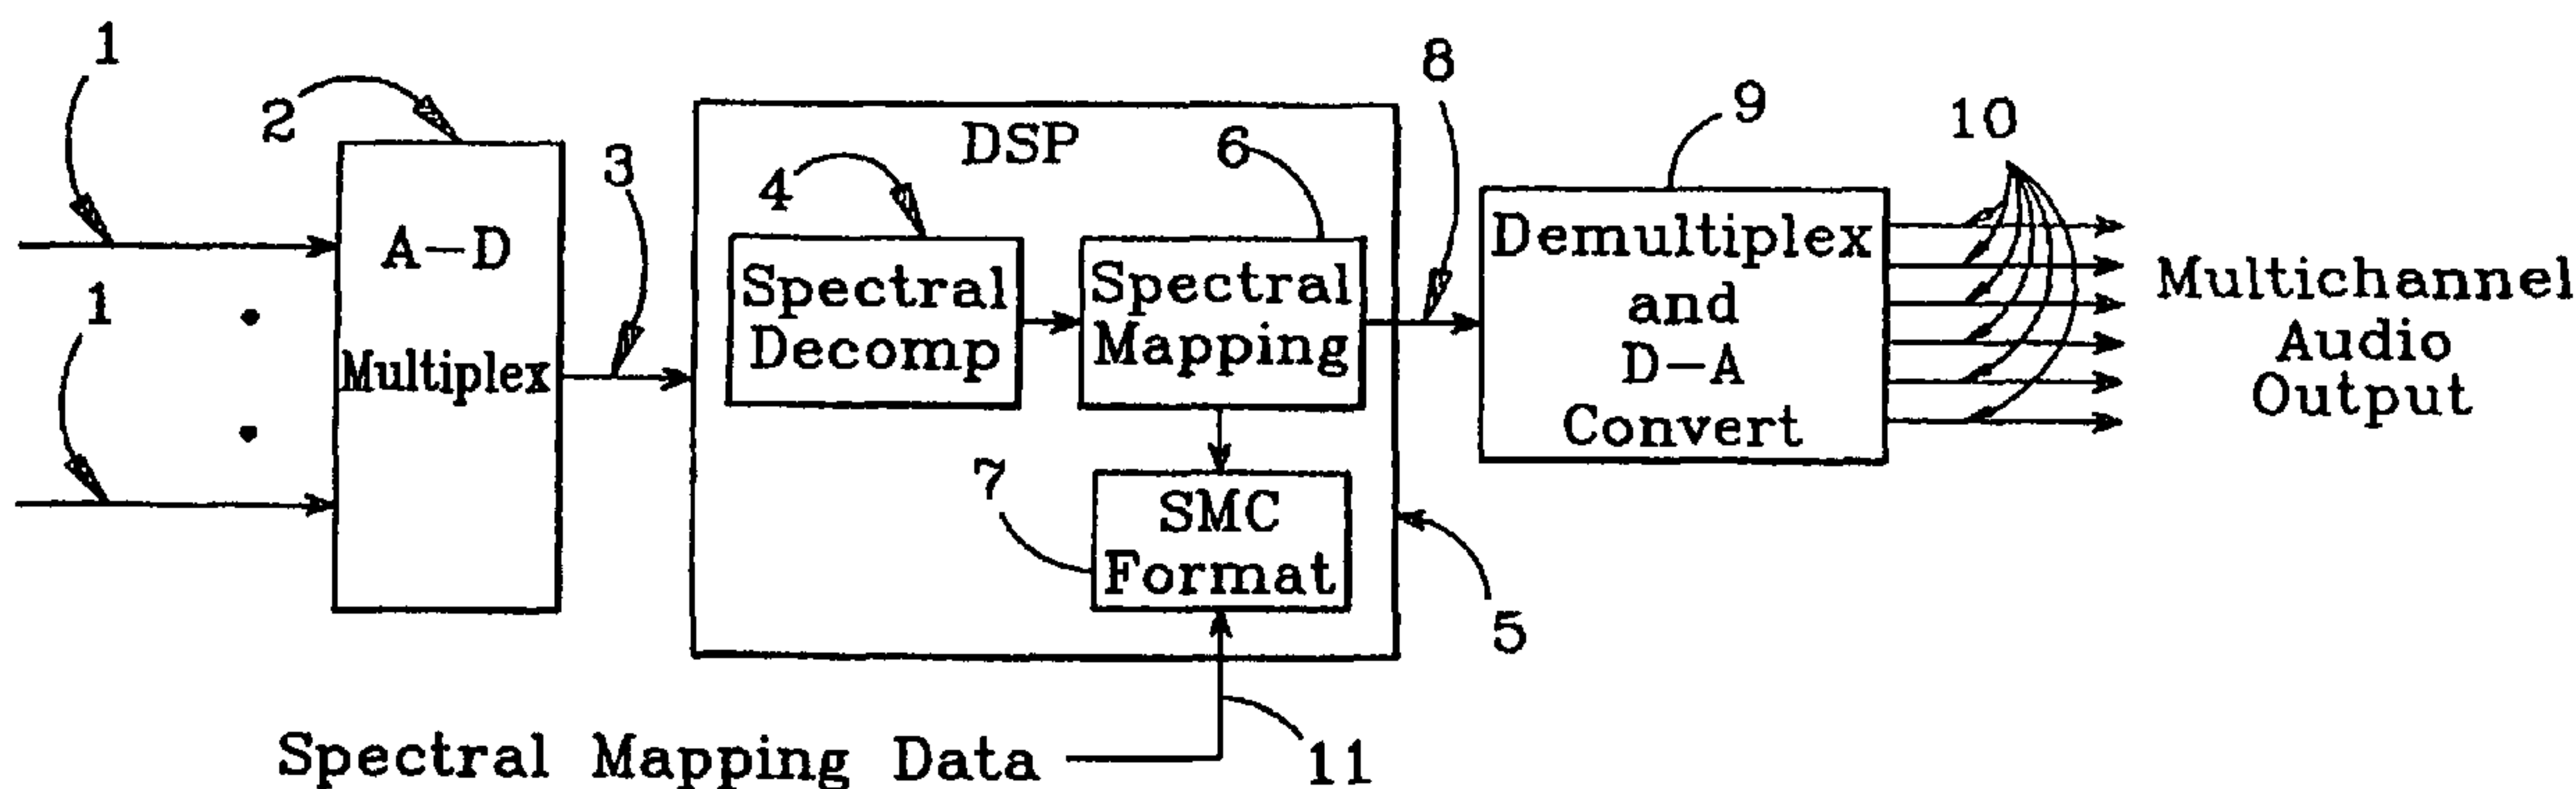 1
2
A-D
Multiplex
1
3
DSP
4
Spectral
Decomp
6
Spectral
Mapping
7
SMC
Format
5
8
9
Demultiplex
and
D-A
Convert
10
Multichannel
Audio
Output
Spectral Mapping Data
11